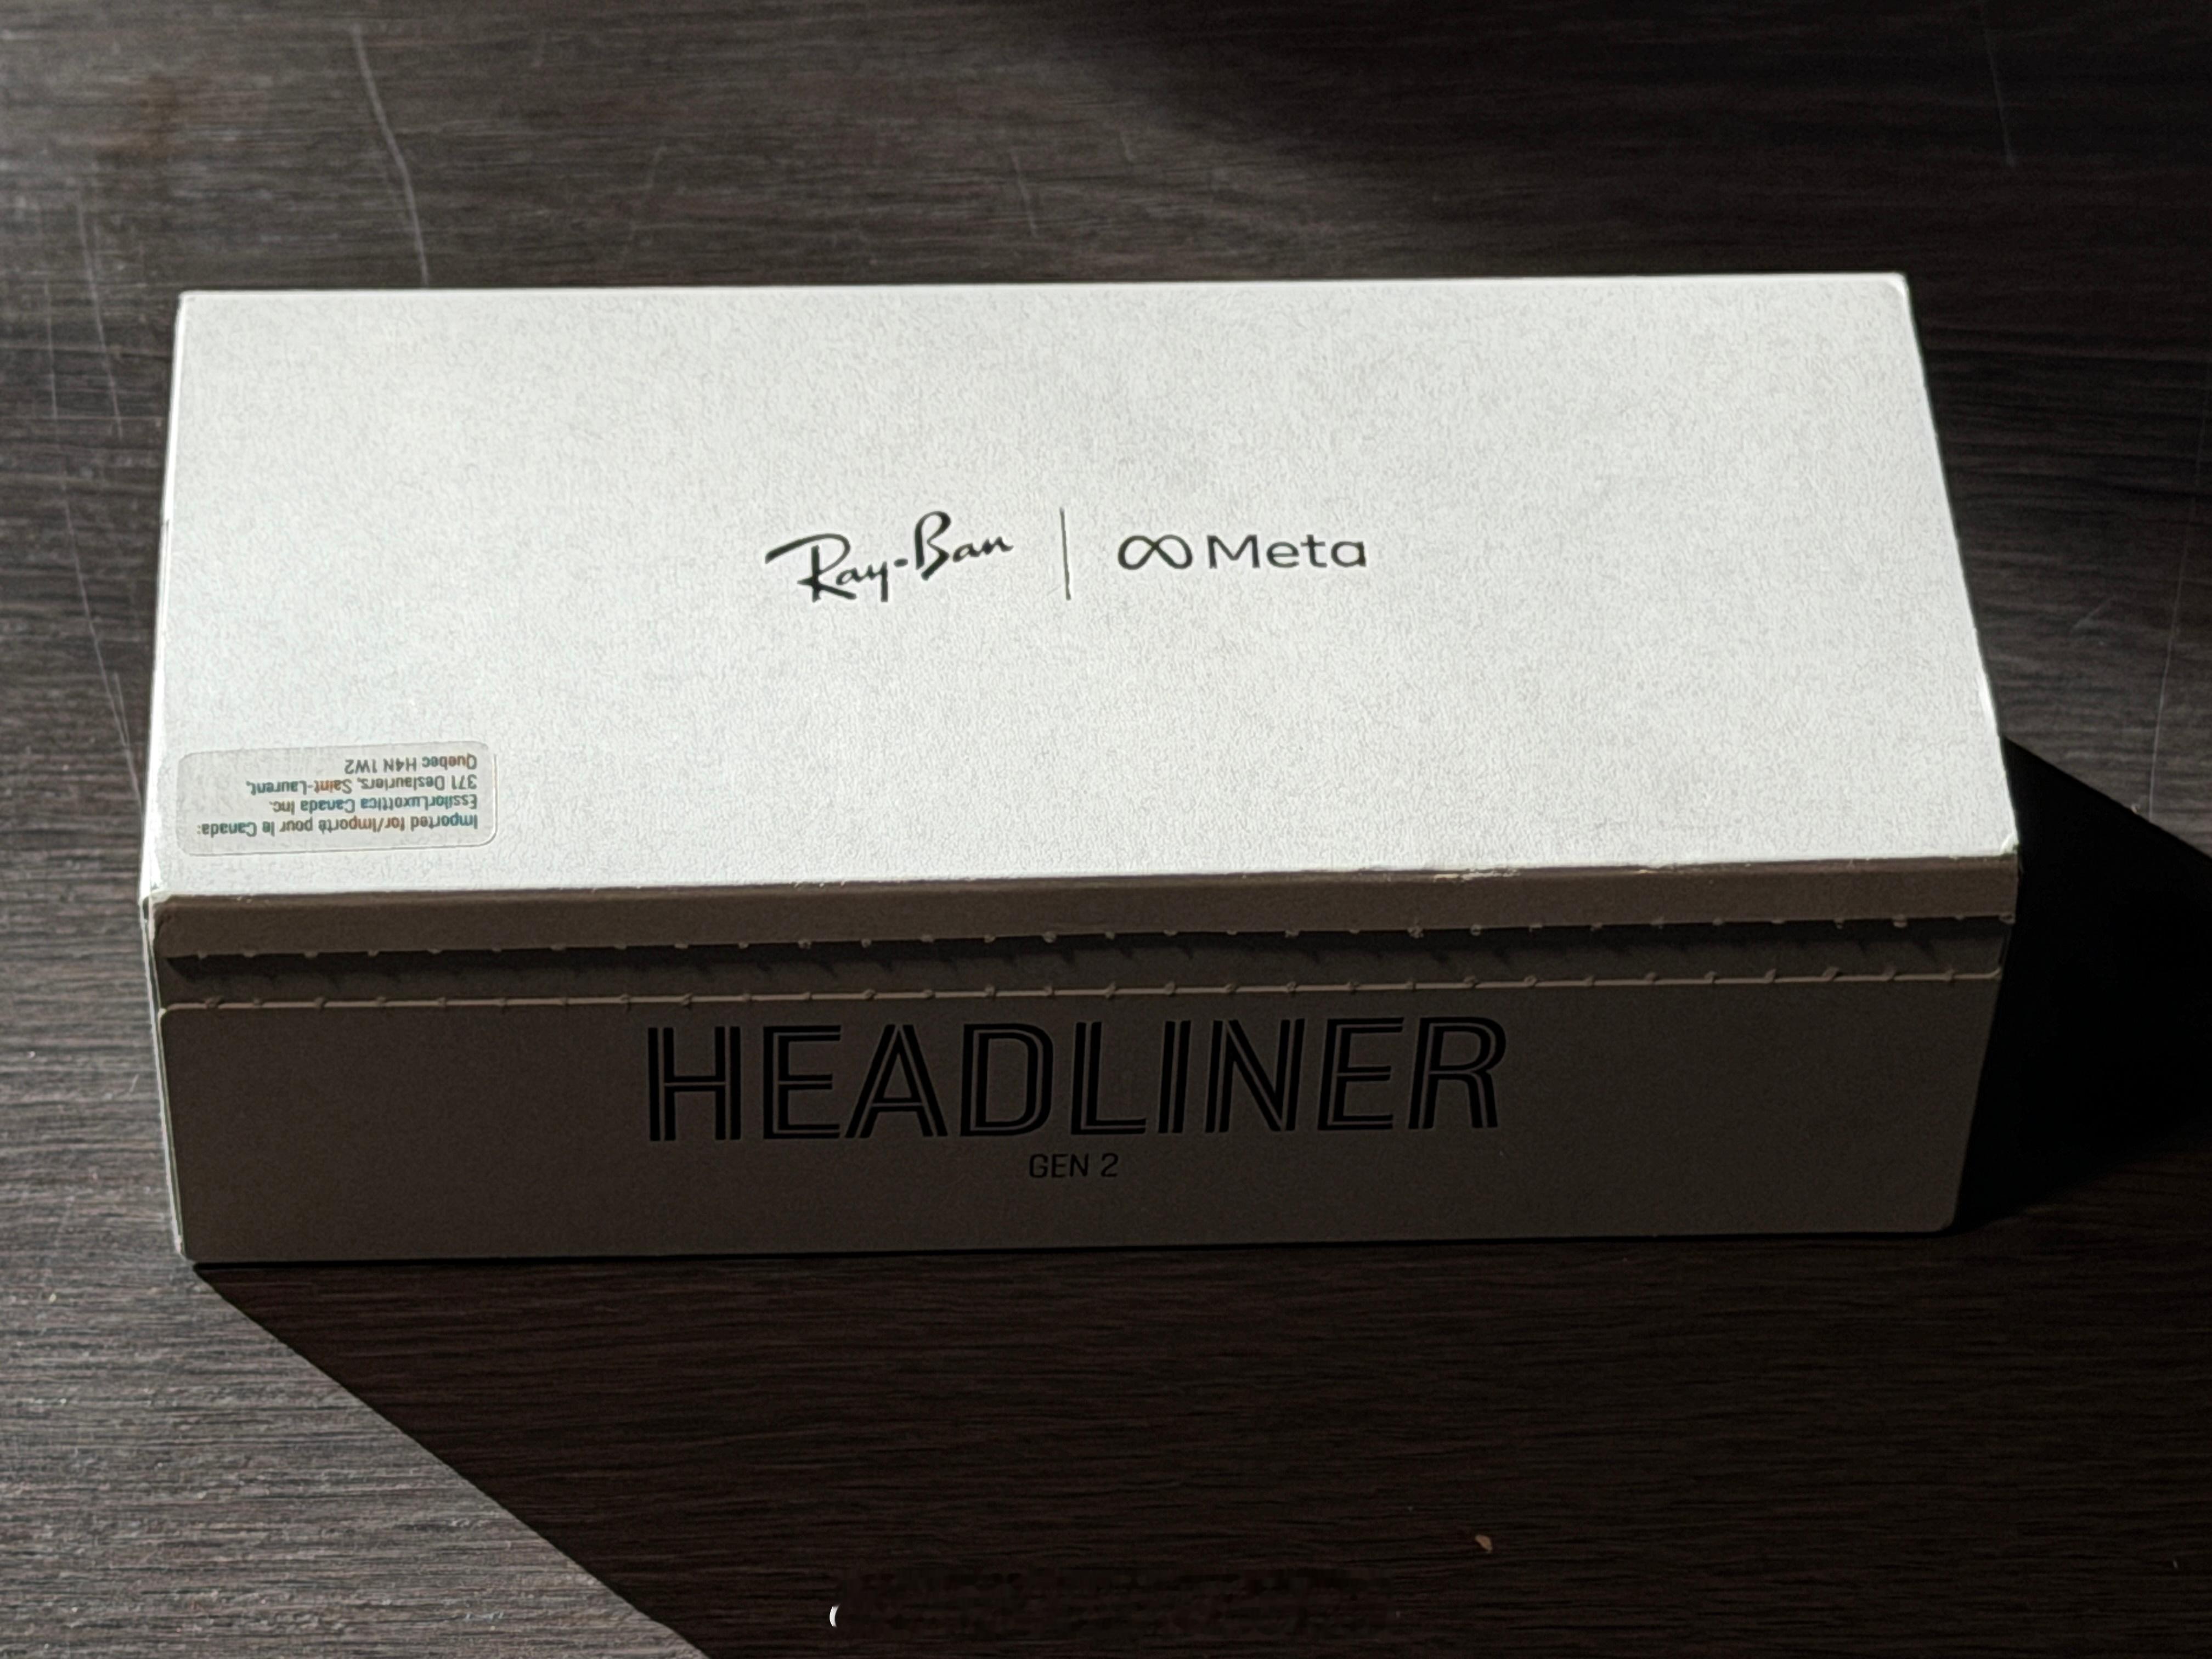 Ray-Ban | Meta
Imported for/Importé pour le Canada:
EssilorLuxottica Canada Inc.
371 Deslauriers, Saint-Laurent,
Quebec H4N 1W2
HEADLINER
GEN 2